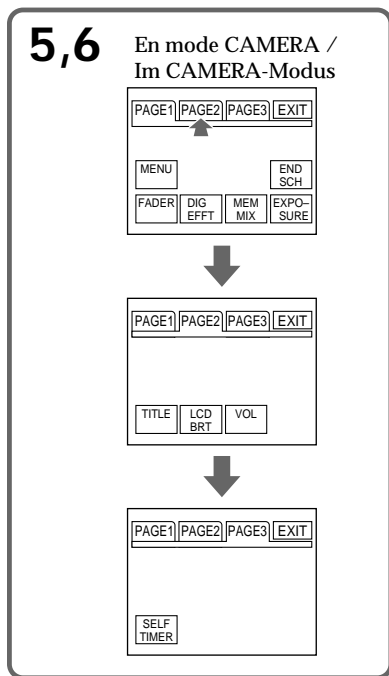 5,6
En mode CAMERA /
Im CAMERA-Modus
PAGE1 PAGE2 PAGE3 EXIT
MENU END
SCH
FADER DIG
EFFT MEM
MIX EXPO–
SURE
PAGE1 PAGE2 PAGE3 EXIT
TITLE LCD
BRT VOL
PAGE1 PAGE2 PAGE3 EXIT
SELF
TIMER